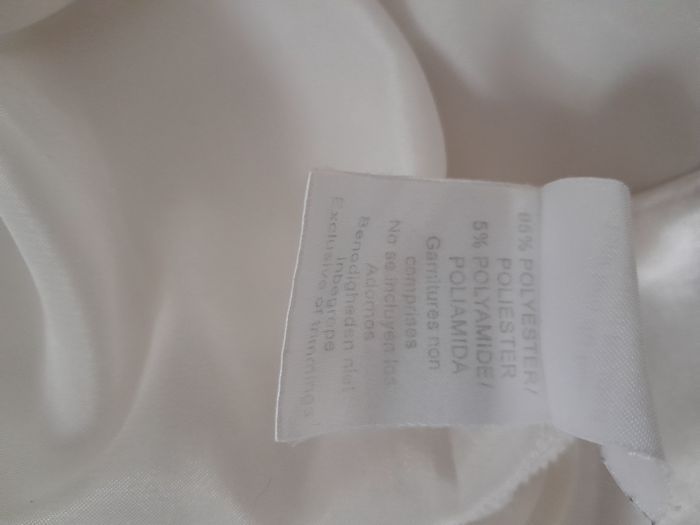 95% POLYESTER/
POLIESTER
5% POLYAMIDE/
POLIAMIDA
Garnitures non
comprises
No se incluyen los
Adornos
Benodigheden niet
Inbegripe
Exclusive of trimmings